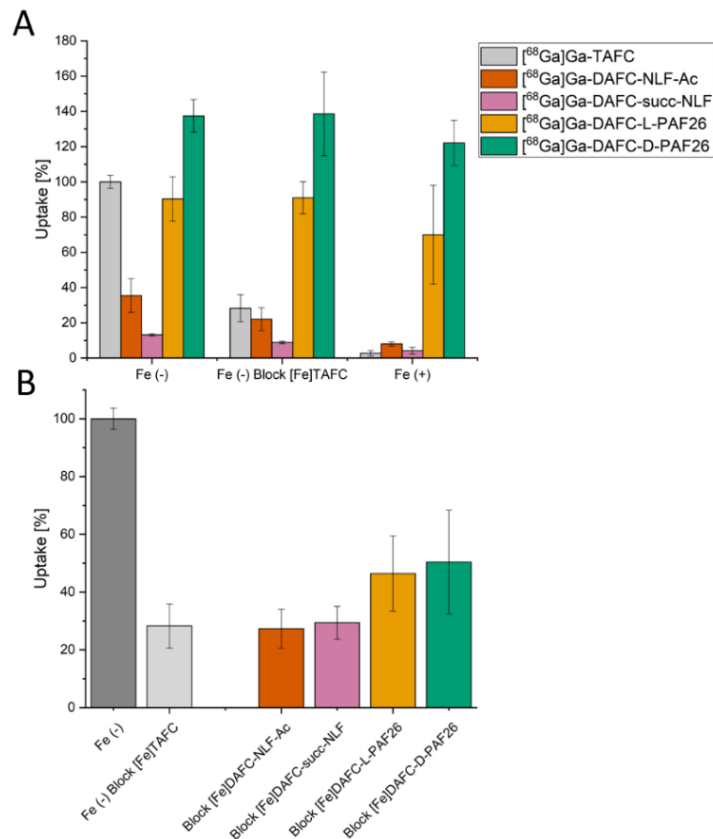 A
Uptake [%]
180
160
140
120
100
80
60
40
20
0
Fe (-)
Fe (-) Block [Fe]TAFC
Fe (+)
[⁶⁸Ga]Ga-TAFC
[⁶⁸Ga]Ga-DAFC-NLF-Ac
[⁶⁸Ga]Ga-DAFC-succ-NLF
[⁶⁸Ga]Ga-DAFC-L-PAF26
[⁶⁸Ga]Ga-DAFC-D-PAF26
B
Uptake [%]
100
80
60
40
20
0
Fe (-)
Fe (-) Block [Fe]TAFC
Block [Fe]DAFC-NLF-Ac
Block [Fe]DAFC-succ-NLF
Block [Fe]DAFC-L-PAF26
Block [Fe]DAFC-D-PAF26